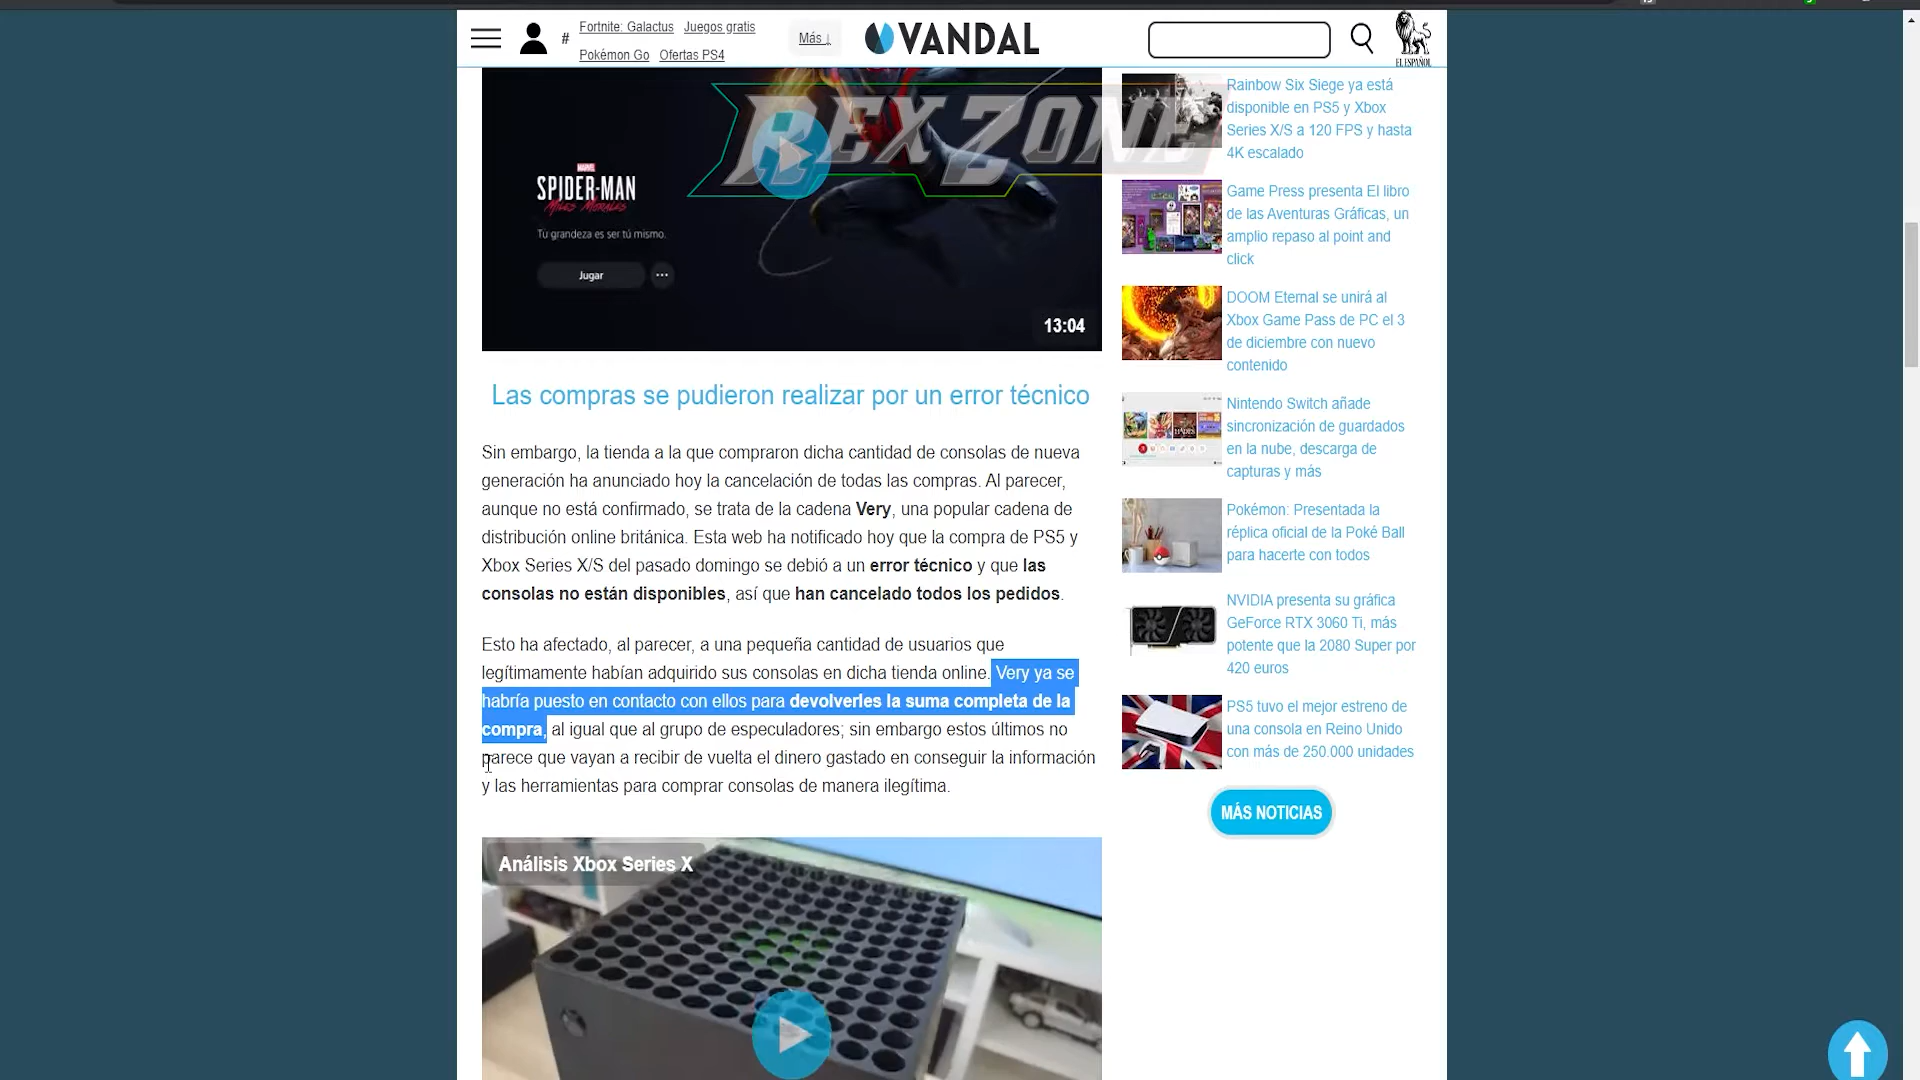 # Fortnite: Galactus Juegos gratis
Pokémon Go Ofertas PS4
Más ↓
VANDAL
EL ESPAÑOL
REX ZONE
MARVEL
SPIDER-MAN
MILES MORALES
Tu grandeza es ser tú mismo.
Jugar
13:04
Las compras se pudieron realizar por un error técnico
Sin embargo, la tienda a la que compraron dicha cantidad de consolas de nueva
generación ha anunciado hoy la cancelación de todas las compras. Al parecer,
aunque no está confirmado, se trata de la cadena Very, una popular cadena de
distribución online británica. Esta web ha notificado hoy que la compra de PS5 y
Xbox Series X/S del pasado domingo se debió a un error técnico y que las
consolas no están disponibles, así que han cancelado todos los pedidos.
Esto ha afectado, al parecer, a una pequeña cantidad de usuarios que
legítimamente habían adquirido sus consolas en dicha tienda online. Very ya se
habría puesto en contacto con ellos para devolverles la suma completa de la
compra, al igual que al grupo de especuladores; sin embargo estos últimos no
parece que vayan a recibir de vuelta el dinero gastado en conseguir la información
y las herramientas para comprar consolas de manera ilegítima.
Análisis Xbox Series X
Rainbow Six Siege ya está
disponible en PS5 y Xbox
Series X/S a 120 FPS y hasta
4K escalado
Game Press presenta El libro
de las Aventuras Gráficas, un
amplio repaso al point and
click
DOOM Eternal se unirá al
Xbox Game Pass de PC el 3
de diciembre con nuevo
contenido
Nintendo Switch añade
sincronización de guardados
en la nube, descarga de
capturas y más
Pokémon: Presentada la
réplica oficial de la Poké Ball
para hacerte con todos
NVIDIA presenta su gráfica
GeForce RTX 3060 Ti, más
potente que la 2080 Super por
420 euros
PS5 tuvo el mejor estreno de
una consola en Reino Unido
con más de 250.000 unidades
MÁS NOTICIAS